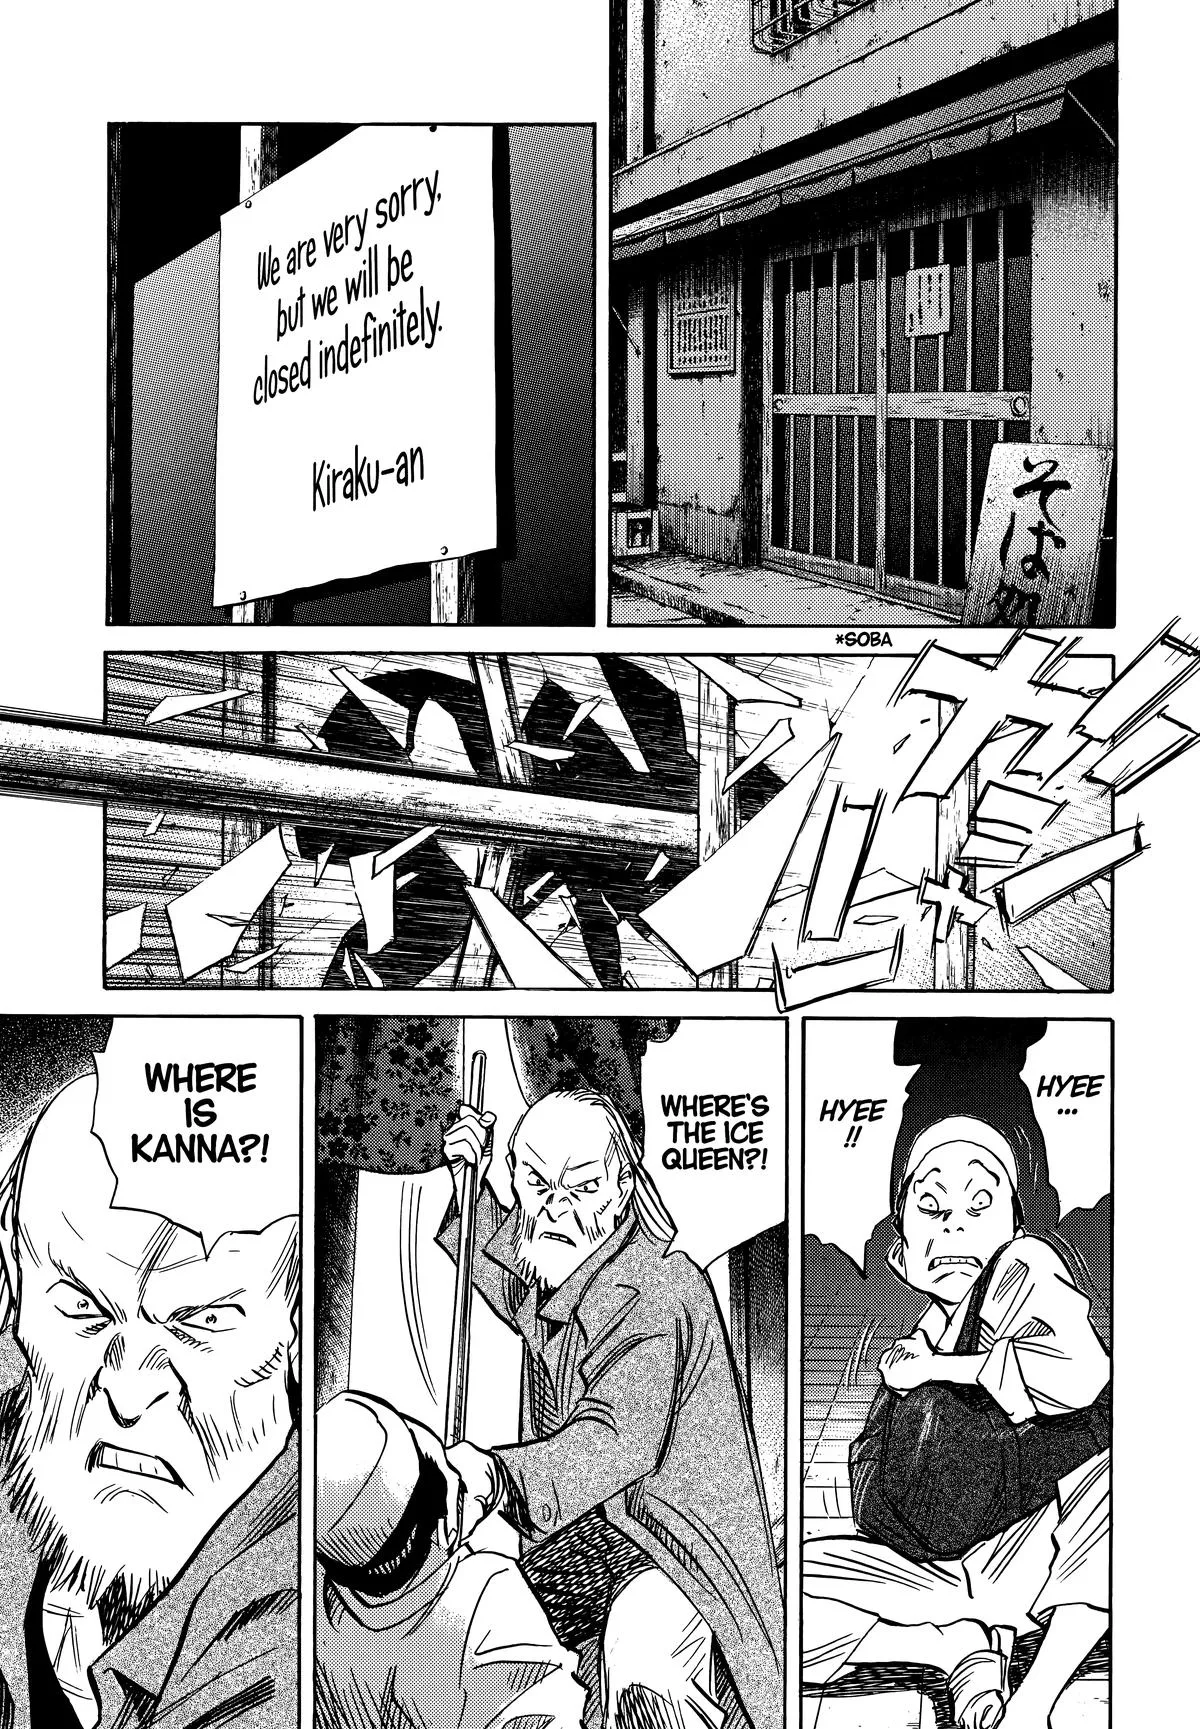 そば処
*SOBA
We are very sorry,
but we will be
closed indefinitely.
Kiraku-an
HYEE
...
HYEE
!!
WHERE'S
THE ICE
QUEEN?!
WHERE
IS
KANNA?!